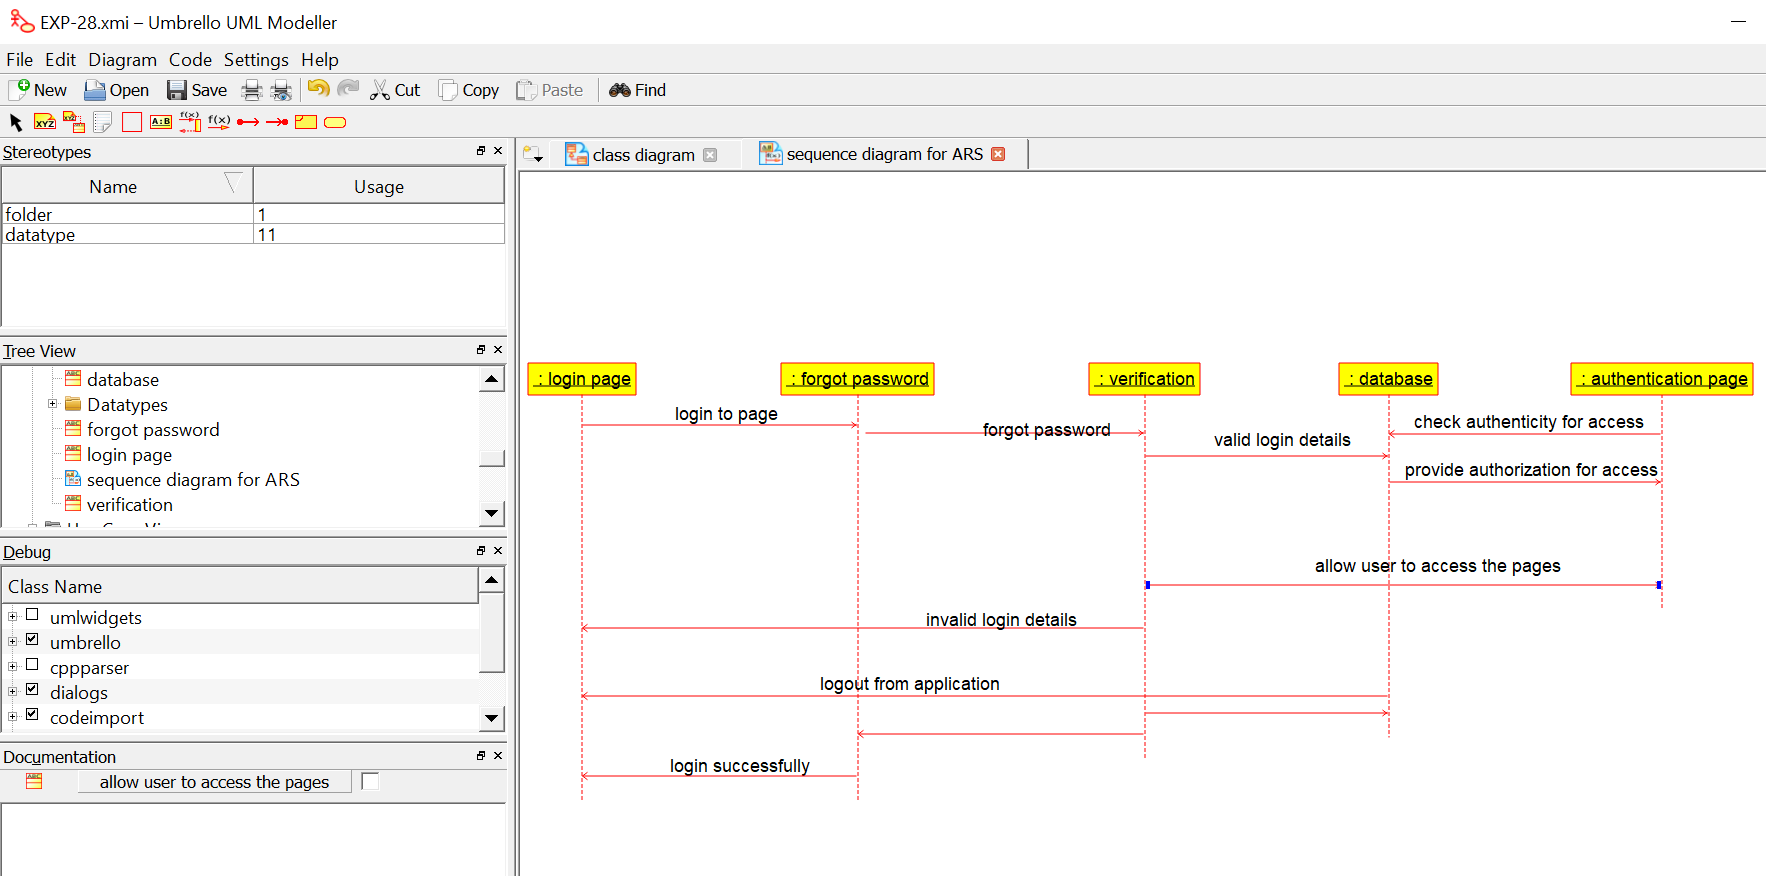 EXP-28.xmi – Umbrello UML Modeller
File Edit Diagram Code Settings Help
New Open Save Cut Copy Paste Find
XYZ XYZ A:B f(x) f(x)
Stereotypes
Name Usage
folder 1
datatype 11
Tree View
database
Datatypes
forgot password
login page
sequence diagram for ARS
verification
Debug
Class Name
umlwidgets
umbrello
cppparser
dialogs
codeimport
Documentation
allow user to access the pages
class diagram
sequence diagram for ARS
: login page
: forgot password
: verification
: database
: authentication page
login to page
forgot password
valid login details
check authenticity for access
provide authorization for access
allow user to access the pages
invalid login details
logout from application
login successfully